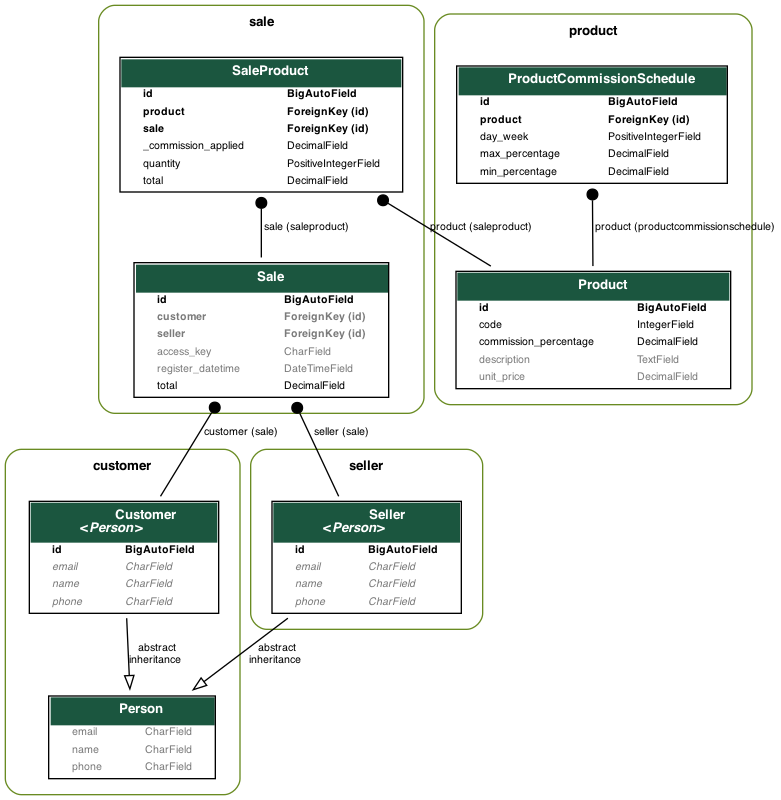 sale
SaleProduct
id BigAutoField
product ForeignKey (id)
sale ForeignKey (id)
_commission_applied DecimalField
quantity PositiveIntegerField
total DecimalField
sale (saleproduct)
product (saleproduct)
Sale
id BigAutoField
customer ForeignKey (id)
seller ForeignKey (id)
access_key CharField
register_datetime DateTimeField
total DecimalField
product
ProductCommissionSchedule
id BigAutoField
product ForeignKey (id)
day_week PositiveIntegerField
max_percentage DecimalField
min_percentage DecimalField
product (productcommissionschedule)
Product
id BigAutoField
code IntegerField
commission_percentage DecimalField
description TextField
unit_price DecimalField
customer (sale)
seller (sale)
customer
Customer
<Person>
id BigAutoField
email CharField
name CharField
phone CharField
seller
Seller
<Person>
id BigAutoField
email CharField
name CharField
phone CharField
abstract
inheritance
abstract
inheritance
Person
email CharField
name CharField
phone CharField